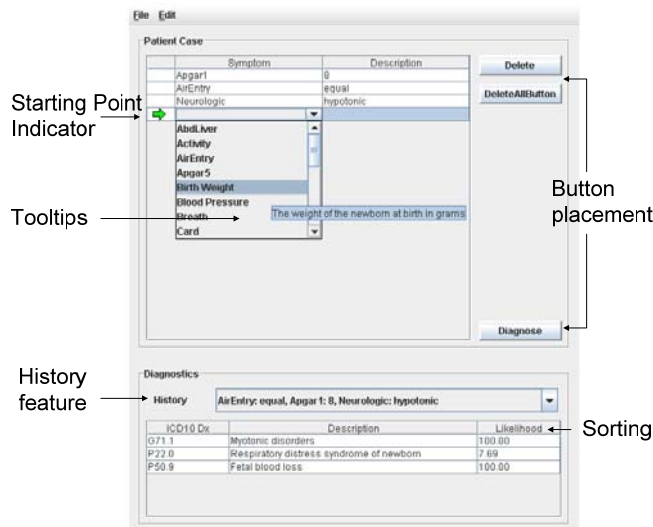 File Edit
Patient Case
Symptom Description
Apgar1 8
AirEntry equal
Neurologic hypotonic
Delete
DeleteAllButton
Starting Point
Indicator
AbdLiver
Activity
AirEntry
Apgar5
Birth Weight
Blood Pressure
Breath
Card
Tooltips
The weight of the newborn at birth in grams
Button
placement
Diagnose
Diagnostics
History
feature
History AirEntry: equal, Apgar1: 8, Neurologic: hypotonic
ICD10 Dx Description Likelihood
Sorting
G71.1 Myotonic disorders 100.00
P22.0 Respiratory distress syndrome of newborn 7.69
P50.9 Fetal blood loss 100.00